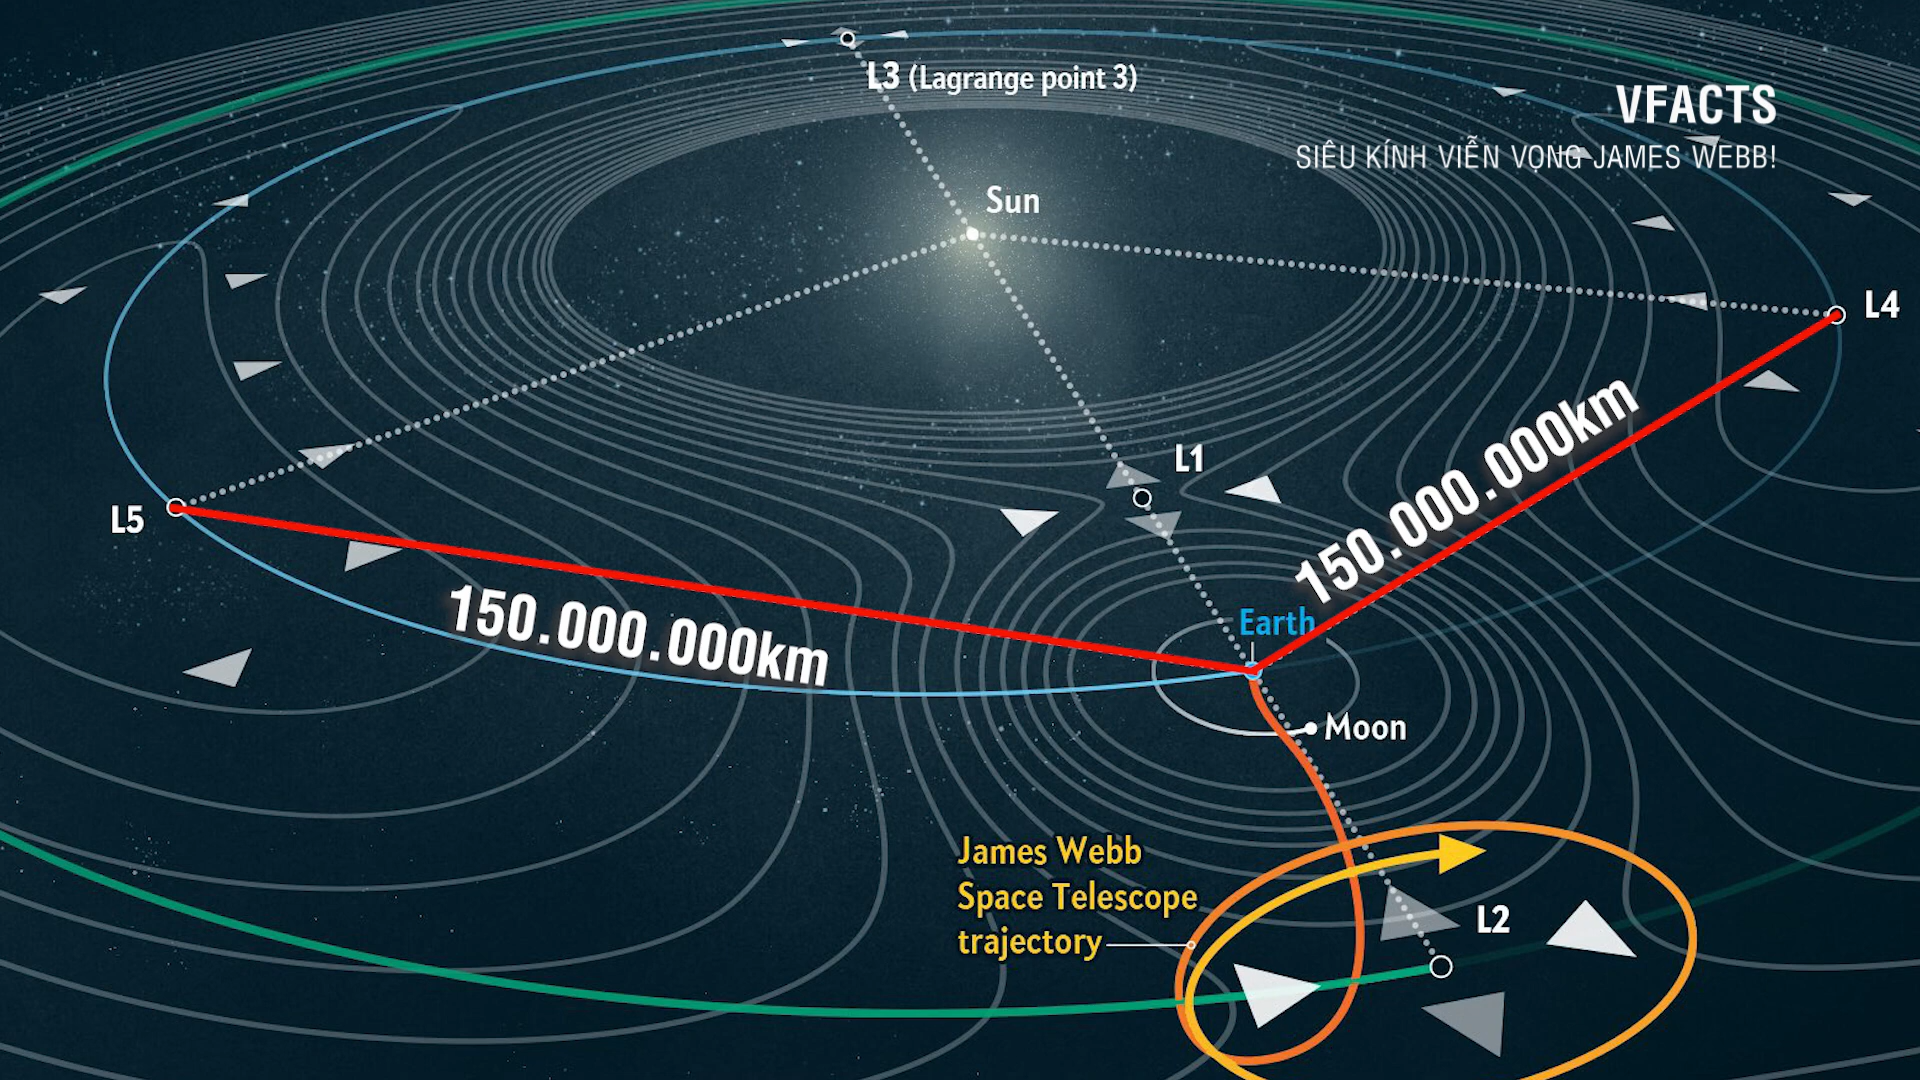 L3 (Lagrange point 3)
VFACTS
SIÊU KÍNH VIỄN VỌNG JAMES WEBB!
Sun
L4
150.000.000km
L1
L5
150.000.000km
Earth
Moon
James Webb
Space Telescope
trajectory
L2